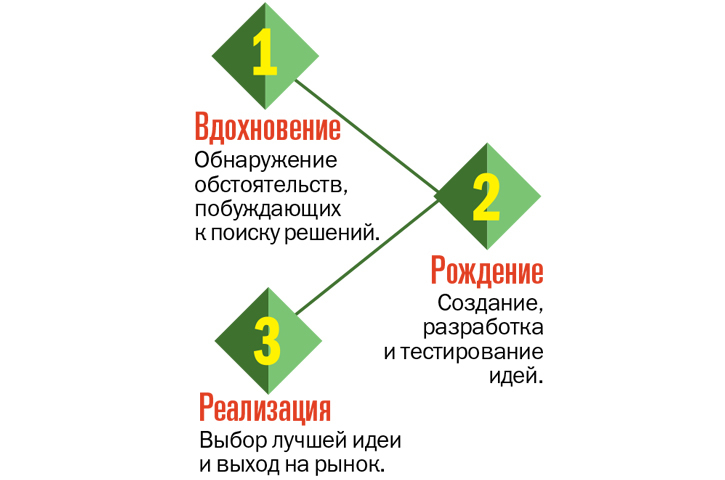 1
Вдохновение
Обнаружение
обстоятельств,
побуждающих
к поиску решений.
2
Рождение
Создание,
разработка
и тестирование
идей.
3
Реализация
Выбор лучшей идеи
и выход на рынок.